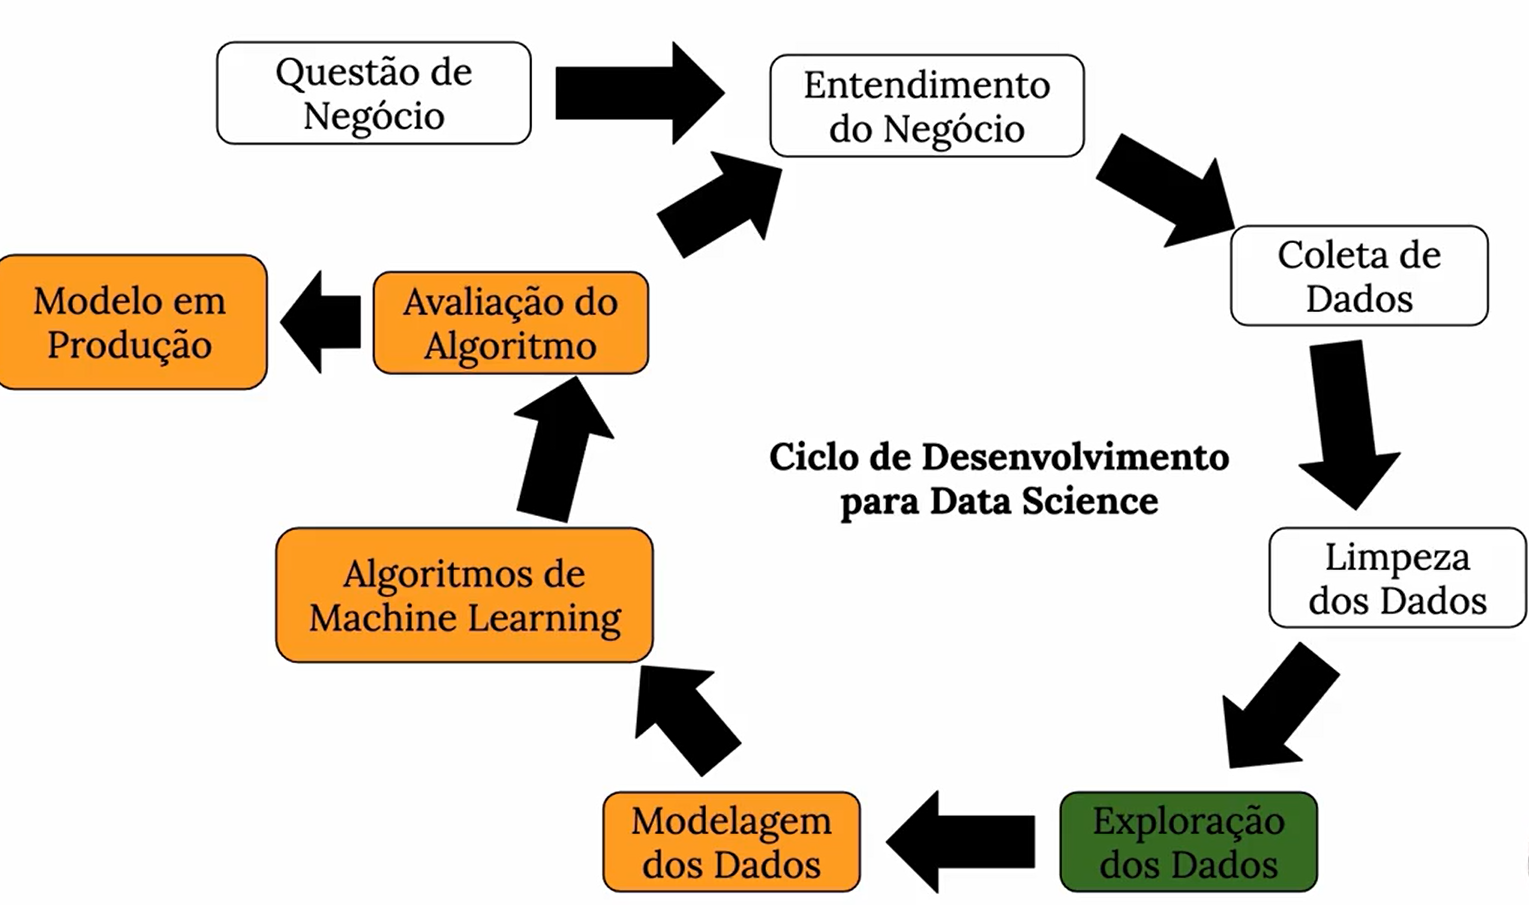 Questão de
Negócio
Entendimento
do Negócio
Coleta de
Dados
Limpeza
dos Dados
Exploração
dos Dados
Modelagem
dos Dados
Algoritmos de
Machine Learning
Avaliação do
Algoritmo
Modelo em
Produção
Ciclo de Desenvolvimento
para Data Science